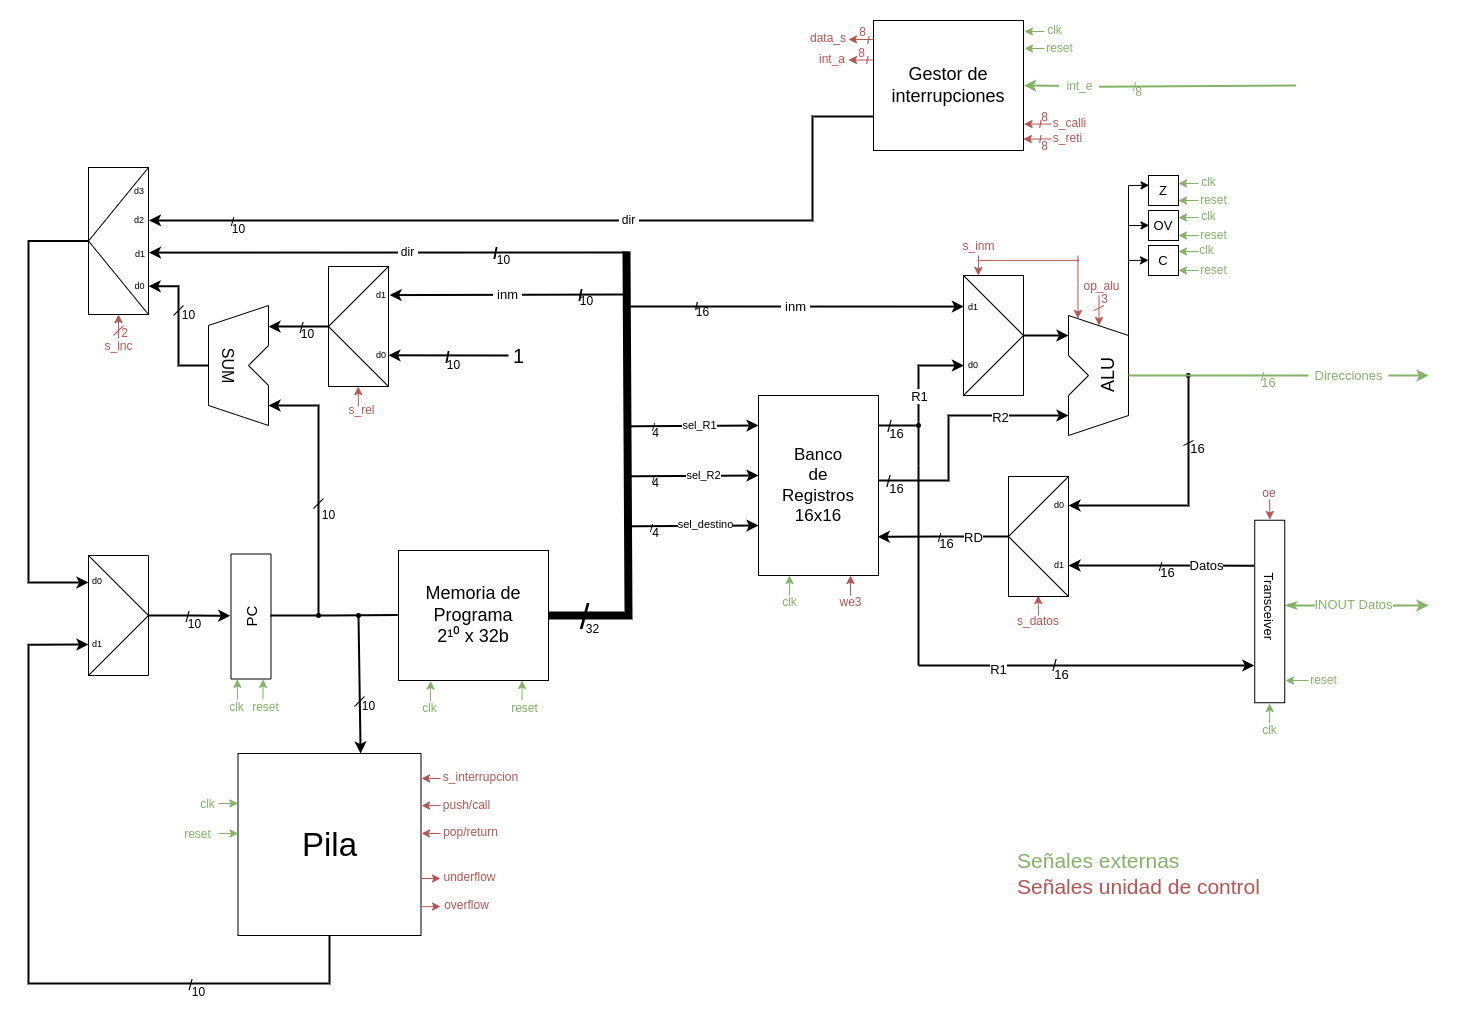 data_s
8
int_a
8
Gestor de
interrupciones
clk
reset
int_e
8
8
s_calli
s_reti
8
d3
d2
d1
d0
10
dir
dir
10
2
s_inc
10
SUM
10
d1
d0
inm
10
10
1
s_rel
16
inm
s_inm
d1
d0
op_alu
3
ALU
Z
clk
reset
OV
clk
reset
C
clk
reset
16
Direcciones
R1
R2
16
16
16
sel_R1
4
sel_R2
4
sel_destino
4
Banco
de
Registros
16x16
clk
we3
RD
16
d0
d1
s_datos
Datos
16
oe
Transceiver
INOUT Datos
reset
clk
R1
16
10
d0
d1
10
PC
clk
reset
Memoria de
Programa
2¹⁰ x 32b
clk
reset
32
10
Pila
clk
reset
s_interrupcion
push/call
pop/return
underflow
overflow
10
Señales externas
Señales unidad de control